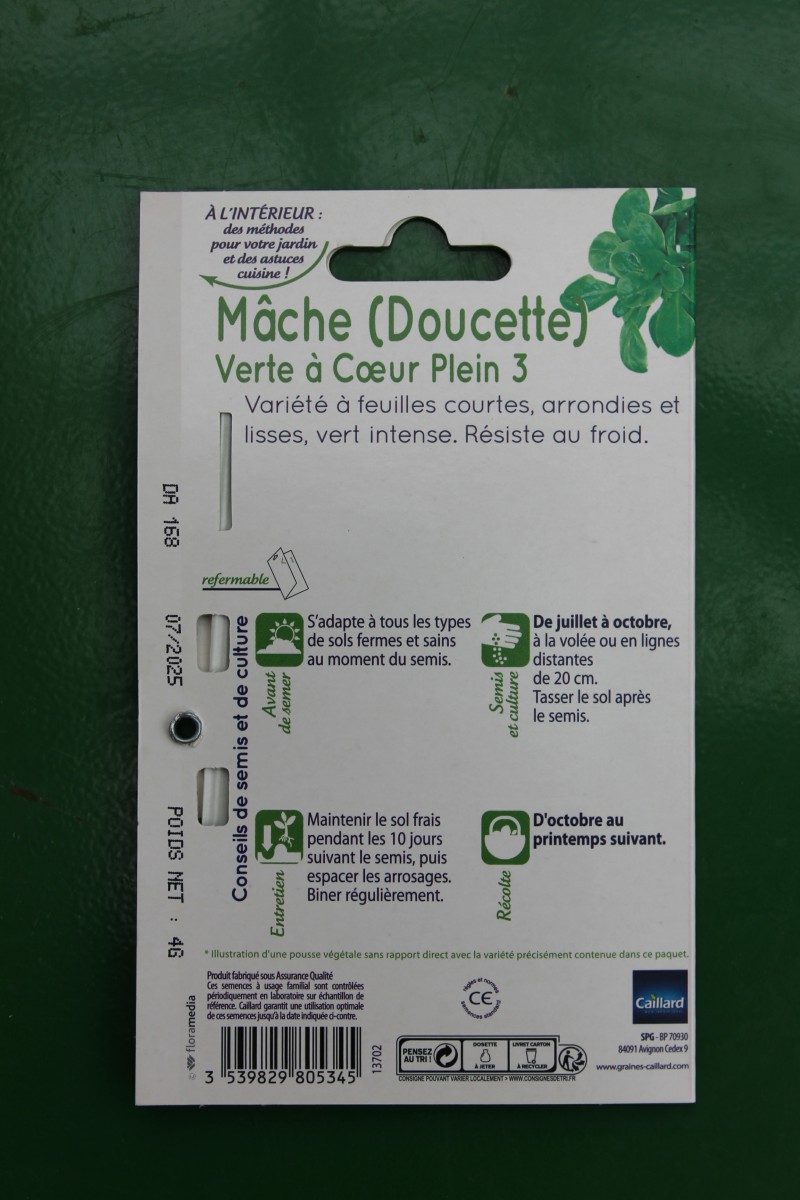 À L'INTÉRIEUR :
des méthodes
pour votre jardin
et des astuces
cuisine !
Mâche (Doucette)
Verte à Cœur Plein 3
Variété à feuilles courtes, arrondies et
lisses, vert intense. Résiste au froid.
DA 168
07/2025
POIDS NET : 4G
refermable
Conseils de semis et de culture
Avant
de semer
S'adapte à tous les types
de sols fermes et sains
au moment du semis.
Semis
et culture
De juillet à octobre,
à la volée ou en lignes
distantes
de 20 cm.
Tasser le sol après
le semis.
Entretien
Maintenir le sol frais
pendant les 10 jours
suivant le semis, puis
espacer les arrosages.
Biner régulièrement.
Récolte
D'octobre au
printemps suivant.
* Illustration d'une pousse végétale sans rapport direct avec la variété précisément contenue dans ce paquet.
Produit fabriqué sous Assurance Qualité
Ces semences à usage familial sont contrôlées
périodiquement en laboratoire sur échantillon de
référence. Caillard garantit une utilisation optimale
de ces semences jusqu'à la date indiquée ci-contre.
© floramedia
3 539829 805345
13702
règles et normes
CE
semences standard
PENSEZ
AU TRI !
DOSETTE
À JETER
LIVRET CARTON
À RECYCLER
CONSIGNE POUVANT VARIER LOCALEMENT > WWW.CONSIGNESDETRI.FR
Caillard
SPG - BP 70930
84091 Avignon Cedex 9
www.graines-caillard.com